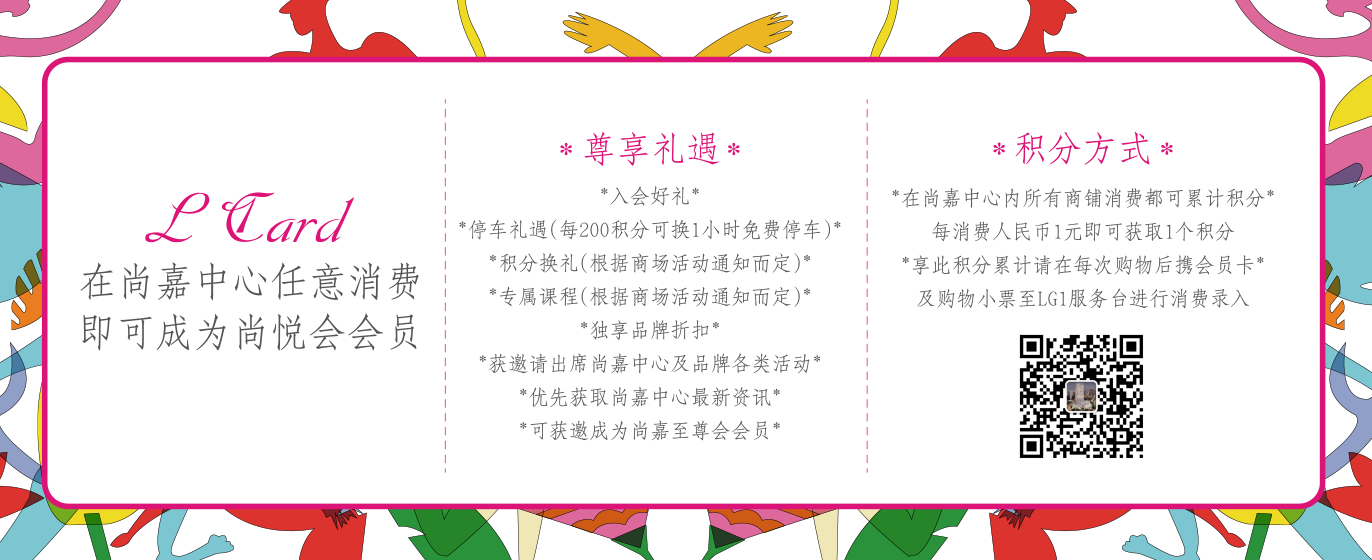 L Card
在尚嘉中心任意消费
即可成为尚悦会会员
*尊享礼遇*
*入会好礼*
*停车礼遇(每200积分可换1小时免费停车)*
*积分换礼(根据商场活动通知而定)*
*专属课程(根据商场活动通知而定)*
*独享品牌折扣*
*获邀请出席尚嘉中心及品牌各类活动*
*优先获取尚嘉中心最新资讯*
*可获邀成为尚嘉至尊会会员*
*积分方式*
*在尚嘉中心内所有商铺消费都可累计积分*
每消费人民币1元即可获取1个积分
*享此积分累计请在每次购物后携会员卡*
及购物小票至LG1服务台进行消费录入